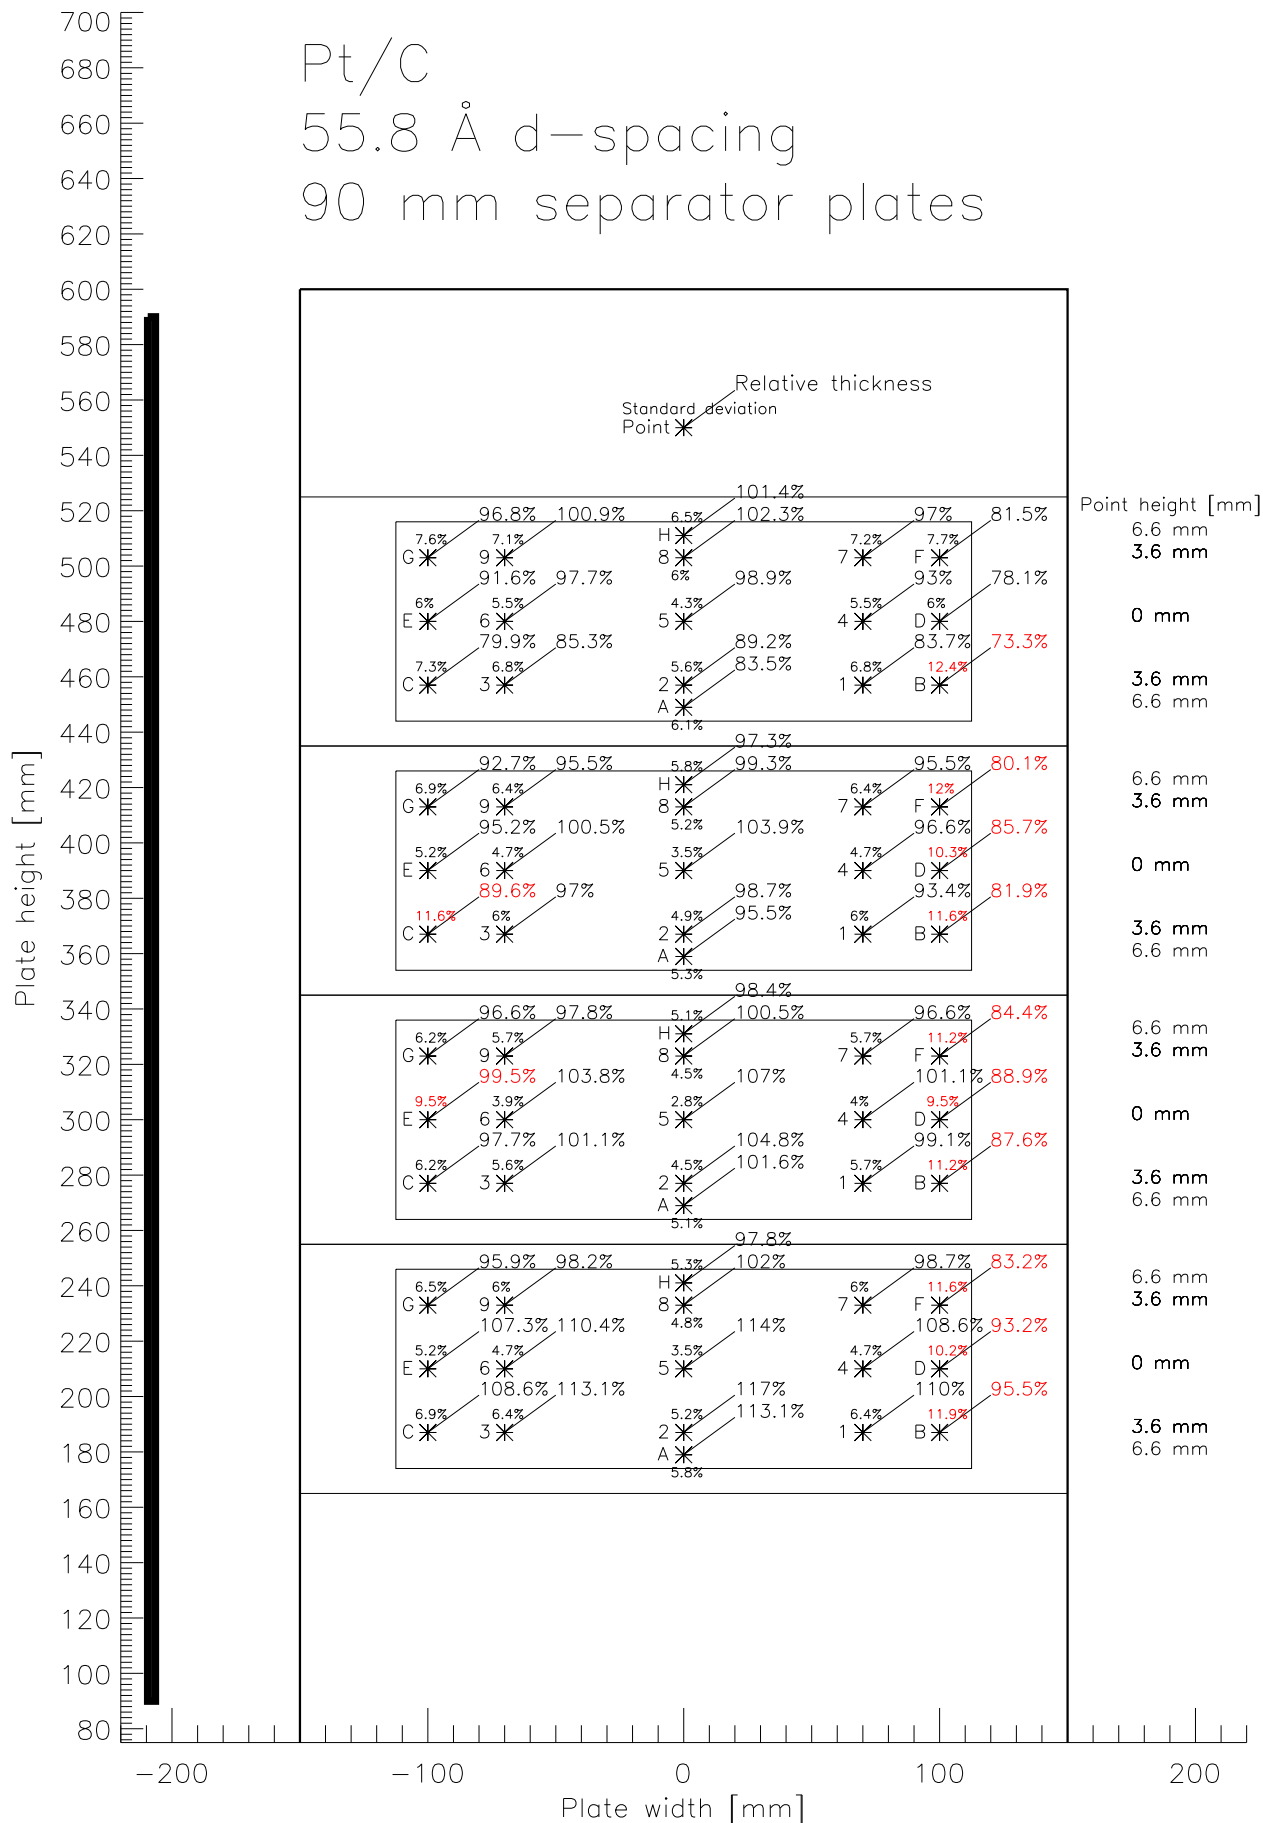 Pt/C
55.8 Å d-spacing
90 mm separator plates
700
680
660
640
620
600
580
560
540
520
500
480
460
440
420
400
380
360
340
320
300
280
260
240
220
200
180
160
140
120
100
80
Plate height [mm]
Relative thickness
Standard deviation
Point
Point height [mm]
101.4%
96.8% 100.9% 6.5% 102.3% 97% 81.5%
H 6.6 mm
7.6% 7.1% 7.2% 7.7%
G 9 8 7 F 3.6 mm
6%
91.6% 97.7% 98.9% 93% 78.1%
6% 5.5% 4.3% 5.5% 6%
E 6 5 4 D 0 mm
79.9% 85.3% 89.2% 83.7% 73.3%
83.5%
7.3% 6.8% 5.6% 6.8% 12.4%
C 3 2 1 B 3.6 mm
A 6.6 mm
6.1%
97.3%
92.7% 95.5% 5.8% 99.3% 95.5% 80.1%
H 6.6 mm
6.9% 6.4% 6.4% 12%
G 9 8 7 F 3.6 mm
5.2%
95.2% 100.5% 103.9% 96.6% 85.7%
5.2% 4.7% 3.5% 4.7% 10.3%
E 6 5 4 D 0 mm
89.6% 97% 98.7% 93.4% 81.9%
95.5%
11.6% 6% 4.9% 6% 11.6%
C 3 2 1 B 3.6 mm
A 6.6 mm
5.3%
98.4%
96.6% 97.8% 5.1% 100.5% 96.6% 84.4%
H 6.6 mm
6.2% 5.7% 5.7% 11.2%
G 9 8 7 F 3.6 mm
4.5%
99.5% 103.8% 107% 101.1% 88.9%
9.5% 3.9% 2.8% 4% 9.5%
E 6 5 4 D 0 mm
97.7% 101.1% 104.8% 99.1% 87.6%
101.6%
6.2% 5.6% 4.5% 5.7% 11.2%
C 3 2 1 B 3.6 mm
A 6.6 mm
5.1%
97.8%
95.9% 98.2% 5.3% 102% 98.7% 83.2%
H 6.6 mm
6.5% 6% 6% 11.6%
G 9 8 7 F 3.6 mm
4.8%
107.3% 110.4% 114% 108.6% 93.2%
5.2% 4.7% 3.5% 4.7% 10.2%
E 6 5 4 D 0 mm
108.6% 113.1% 117% 110% 95.5%
113.1%
6.9% 6.4% 5.2% 6.4% 11.9%
C 3 2 1 B 3.6 mm
A 6.6 mm
5.8%
-200 -100 0 100 200
Plate width [mm]